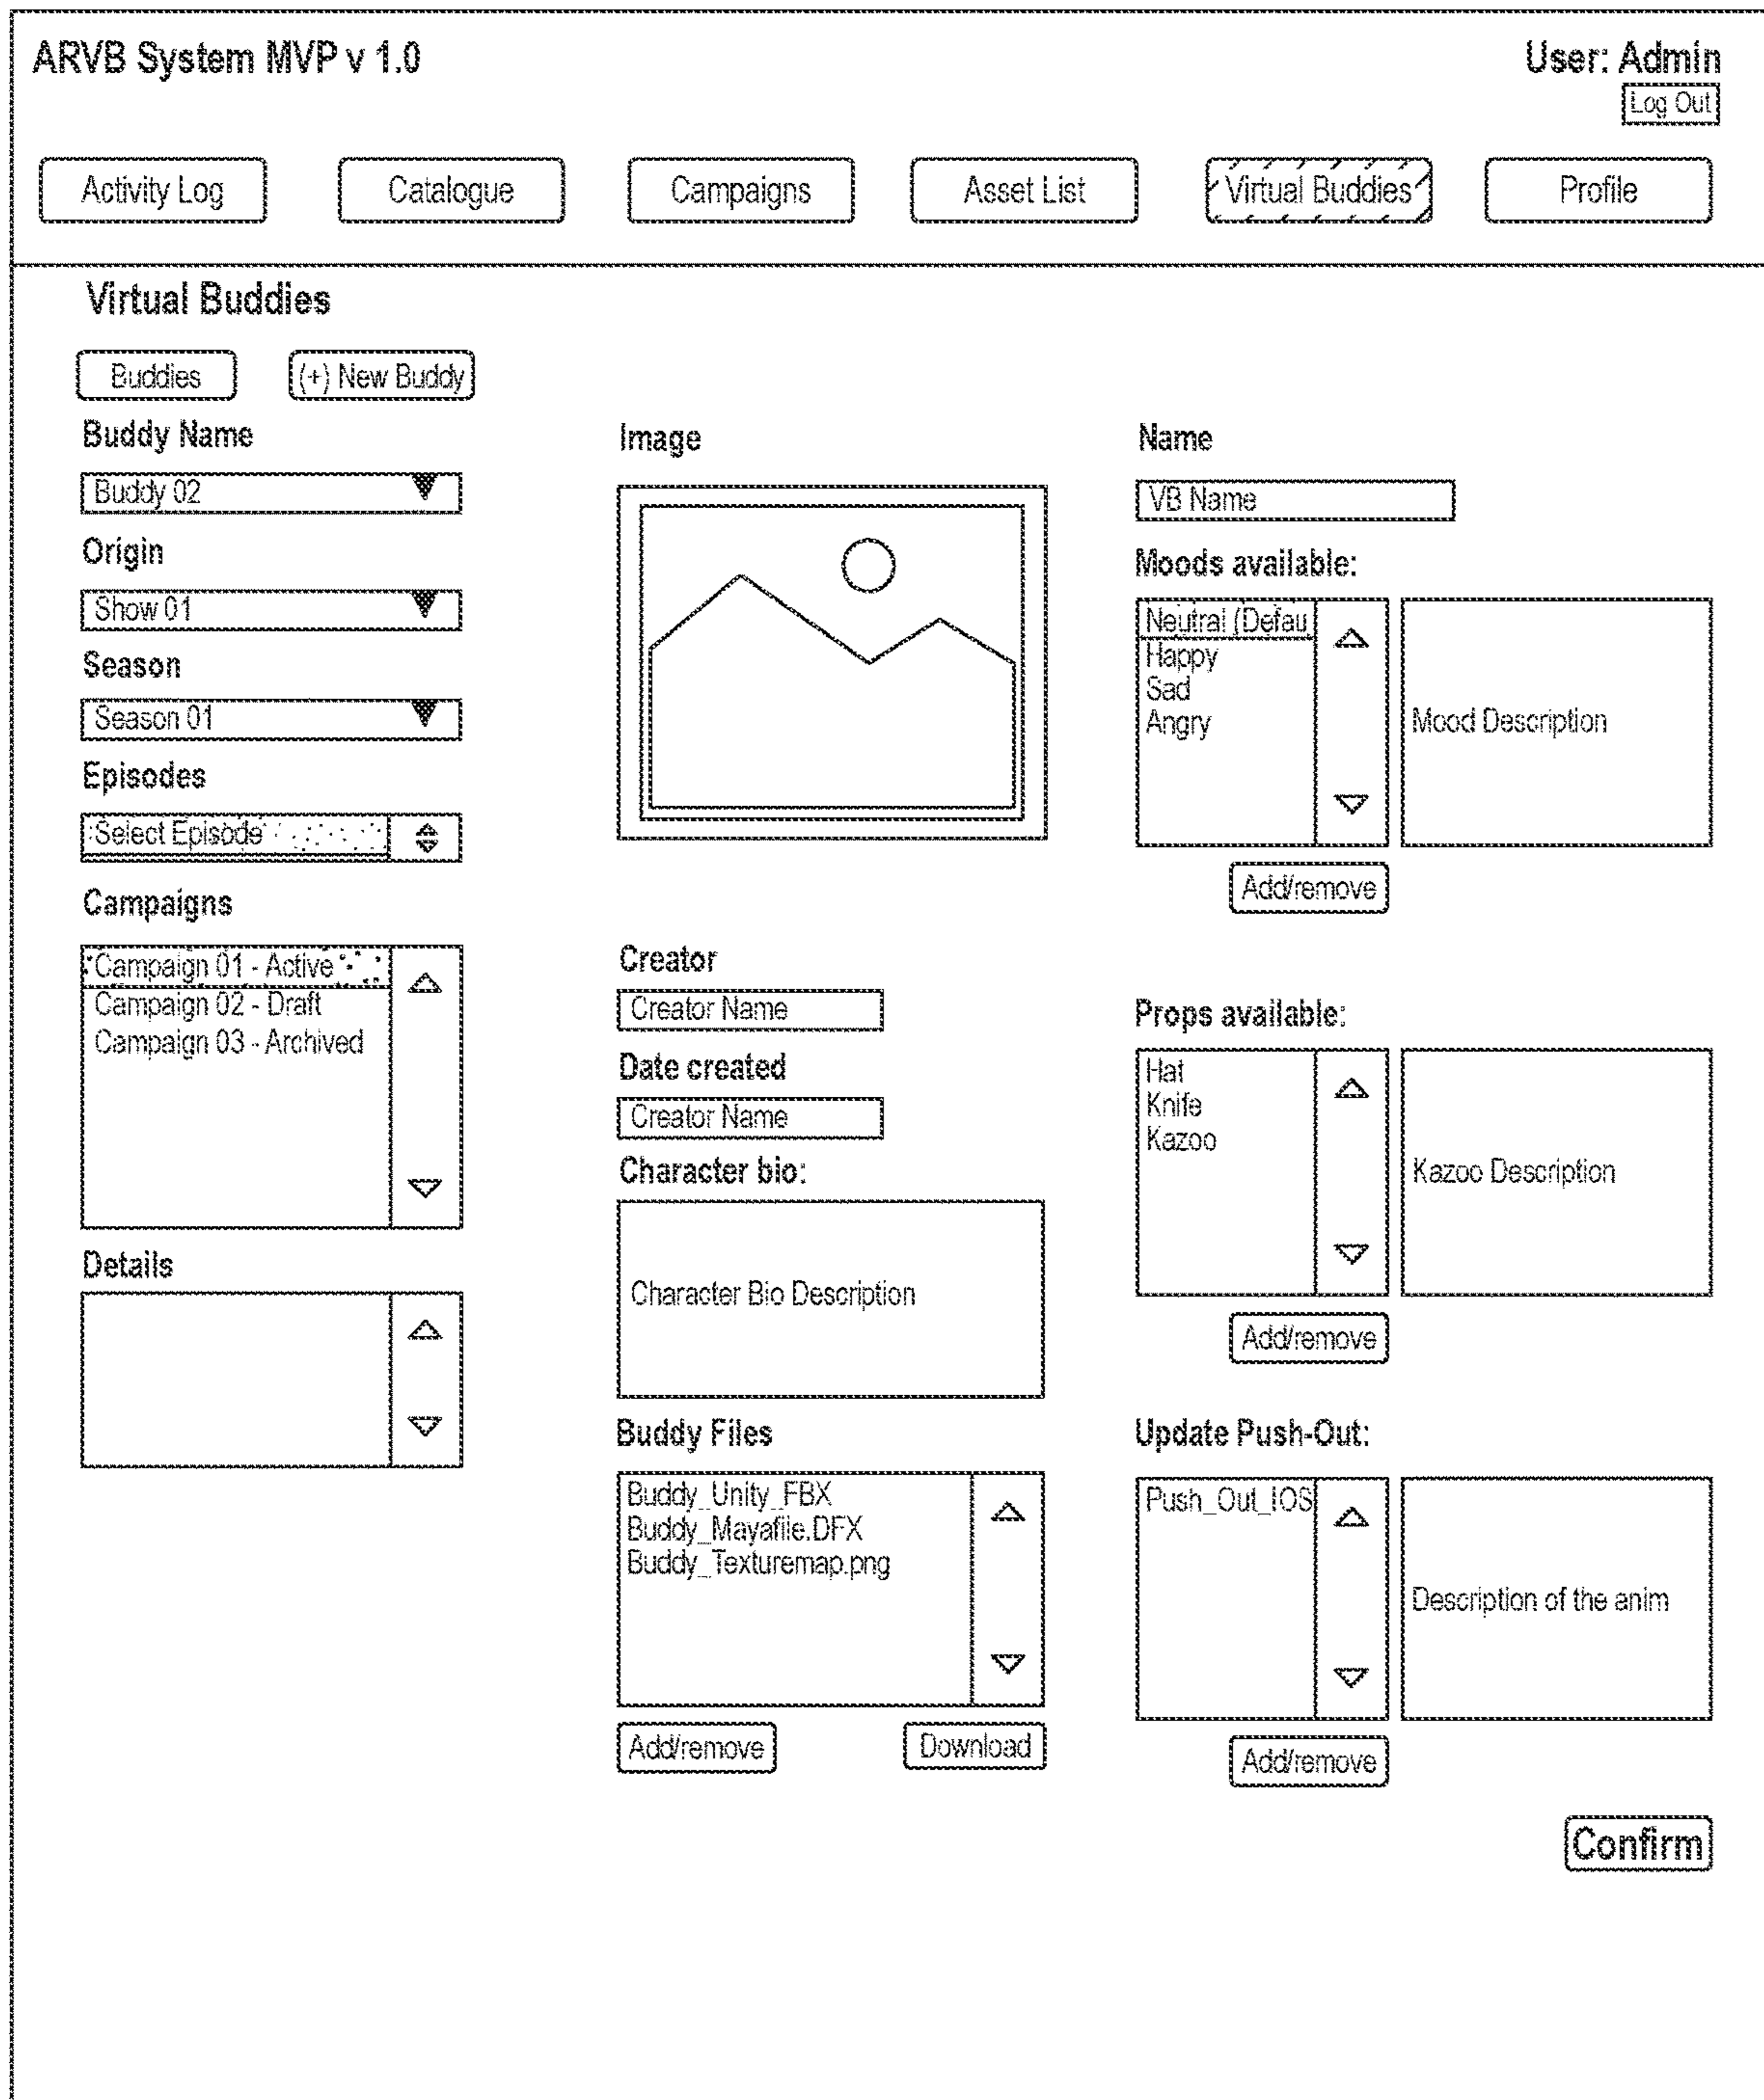 ARVB System MVP v 1.0
User: Admin
Log Out
Activity Log
Catalogue
Campaigns
Asset List
Virtual Buddies
Profile
Virtual Buddies
Buddies
(+) New Buddy
Buddy Name
Buddy 02
Origin
Show 01
Season
Season 01
Episodes
Select Episode
Campaigns
Campaign 01 - Active
Campaign 02 - Draft
Campaign 03 - Archived
Details
Image
Creator
Creator Name
Date created
Creator Name
Character bio:
Character Bio Description
Buddy Files
Buddy_Unity_FBX
Buddy_Mayafile.DFX
Buddy_Texturemap.png
Add/remove
Download
Name
VB Name
Moods available:
Neutral (Defau
Happy
Sad
Angry
Mood Description
Add/remove
Props available:
Hat
Knife
Kazoo
Kazoo Description
Add/remove
Update Push-Out:
Push_Out_IOS
Description of the anim
Add/remove
Confirm